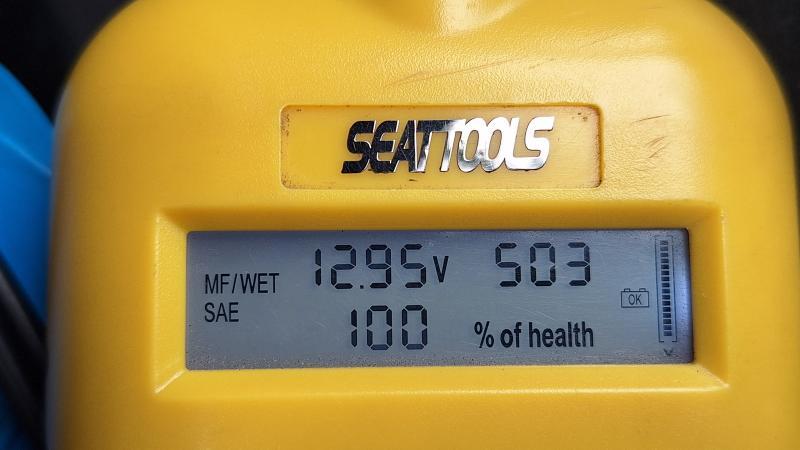 SEATTOOLS
MF/WET 12.95V 503
SAE 100 % of health
OK